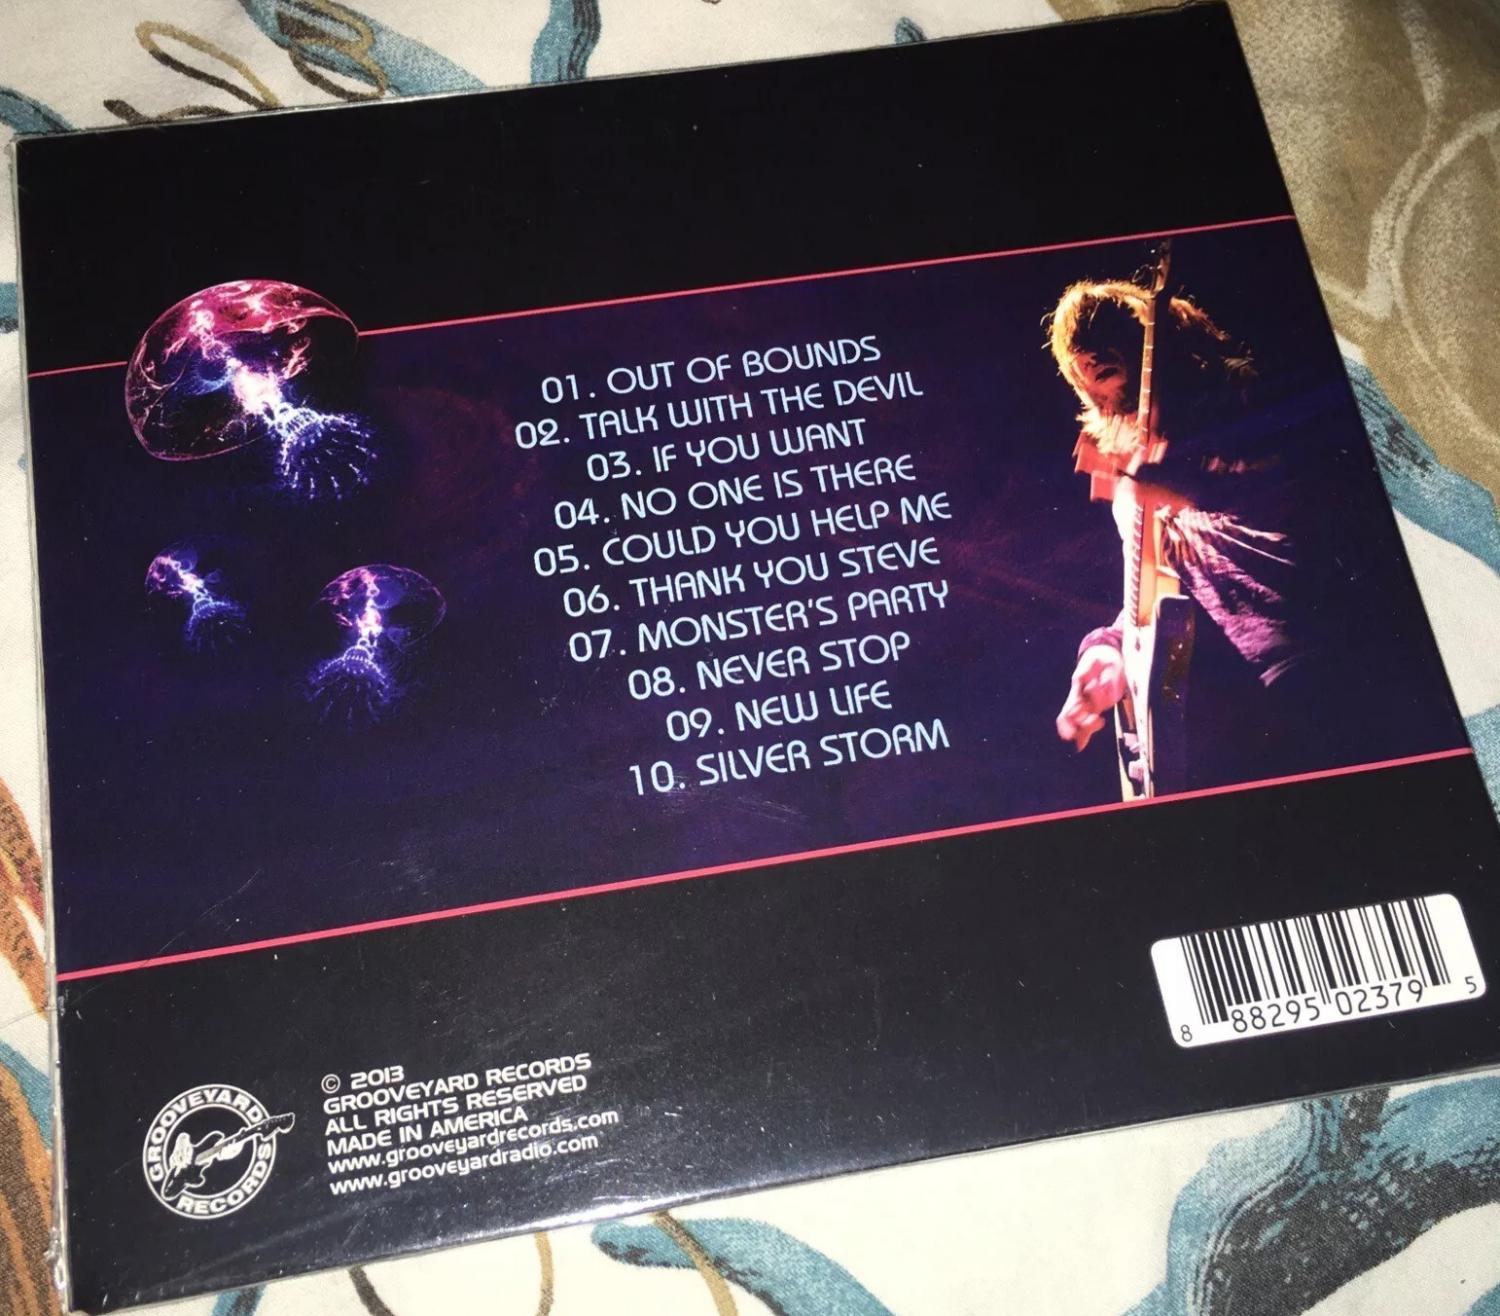 01. OUT OF BOUNDS
02. TALK WITH THE DEVIL
03. IF YOU WANT
04. NO ONE IS THERE
05. COULD YOU HELP ME
06. THANK YOU STEVE
07. MONSTER'S PARTY
08. NEVER STOP
09. NEW LIFE
10. SILVER STORM
8 88295 02379 5
GROOVEYARD
RECORDS
© 2013
GROOVEYARD RECORDS
ALL RIGHTS RESERVED
MADE IN AMERICA
www.grooveyardrecords.com
www.grooveyardradio.com